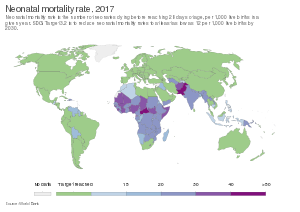 Neonatal mortality rate, 2017
Neonatal mortality rate is the number of neonates dying before reaching 28 days of age, per 1,000 live births in a
given year. SDG Target 3.2 is to reduce neonatal mortality rates to at least as low as 12 per 1,000 live births by
2030.
No data
Target reached
15
20
30
40
>50
Source: World Bank